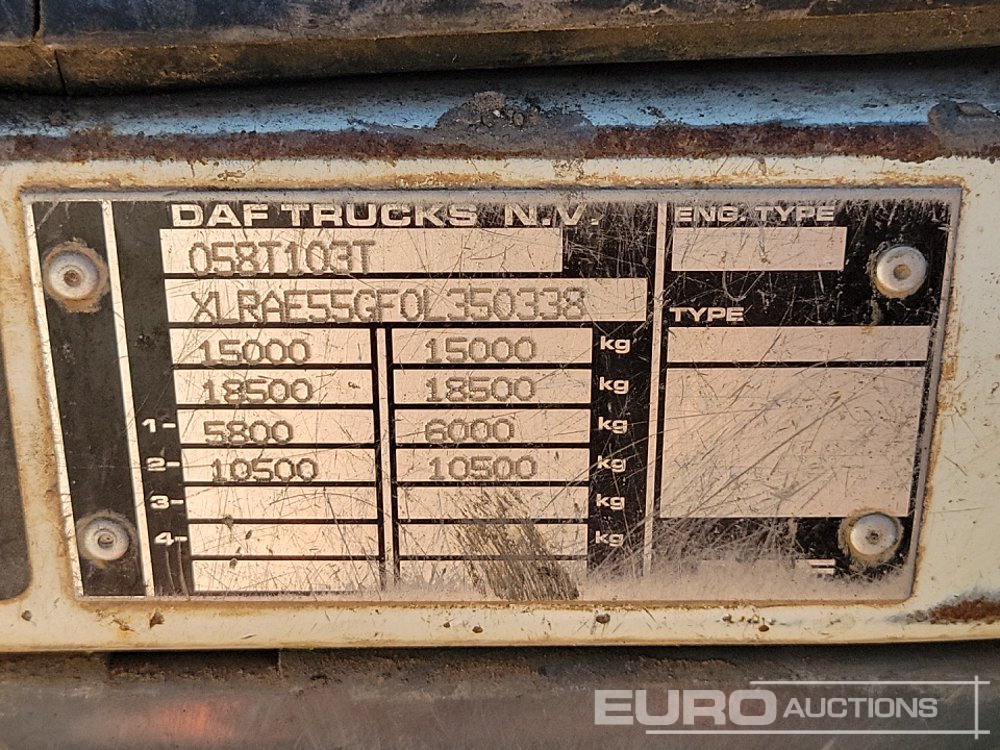 DAF TRUCKS N.V.
ENG. TYPE
058T103T
XLRAE55GF0L350338
TYPE
15000 15000 kg
18500 18500 kg
1- 5800 6000 kg
2- 10500 10500 kg
3- kg
4- kg
EURO AUCTIONS